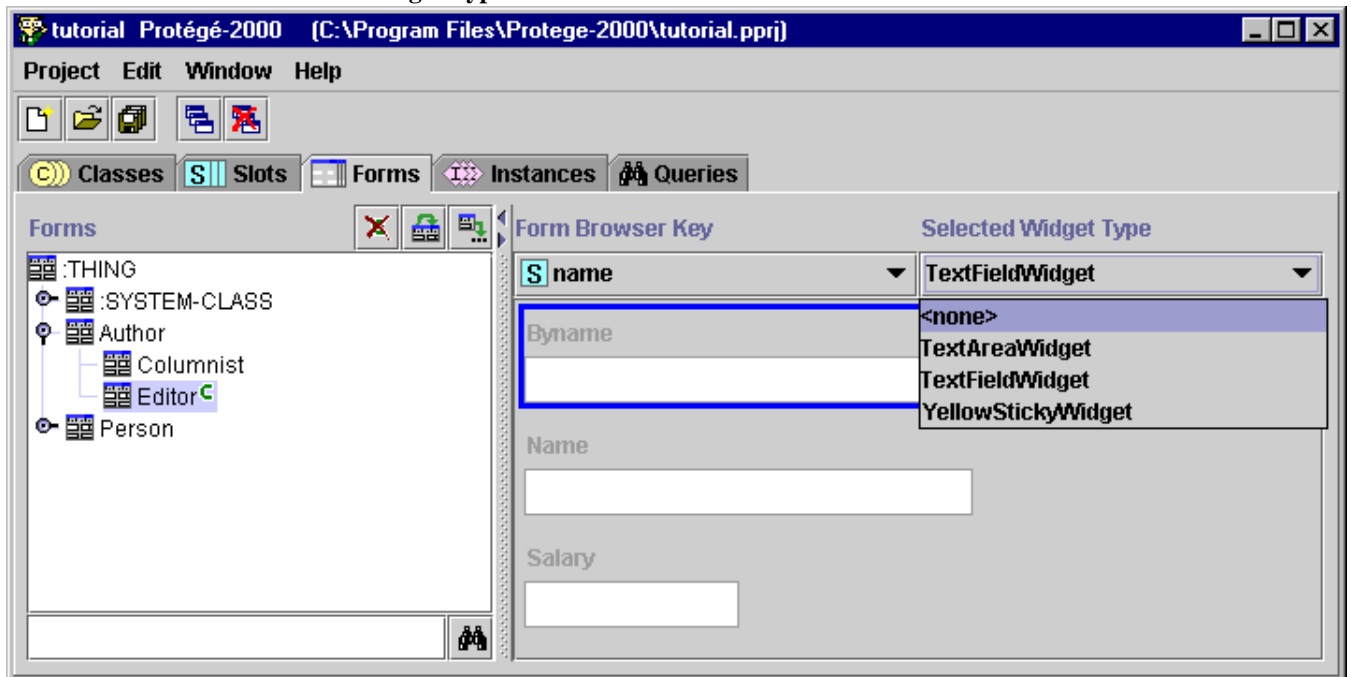 tutorial Protégé-2000 (C:\Program Files\Protege-2000\tutorial.pprj)
Project Edit Window Help
C Classes S Slots Forms I Instances Queries
Forms
:THING
:SYSTEM-CLASS
Author
Columnist
Editor C
Person
Form Browser Key
S name
Selected Widget Type
TextFieldWidget
<none>
TextAreaWidget
TextFieldWidget
YellowStickyWidget
Byname
Name
Salary